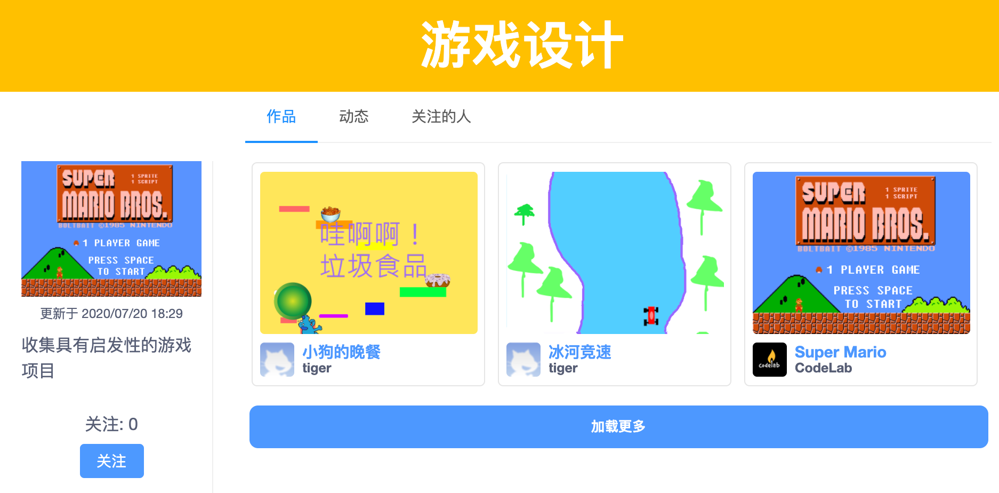 游戏设计
作品
动态
关注的人
SUPER
MARIO BROS.
1 SPRITE
1 SCRIPT
BOLTBAIT ©1985 NINTENDO
1 PLAYER GAME
PRESS SPACE
TO START
更新于 2020/07/20 18:29
收集具有启发性的游戏
项目
关注: 0
关注
哇啊啊！
垃圾食品
小狗的晚餐
tiger
冰河竞速
tiger
SUPER
MARIO BROS.
1 SPRITE
1 SCRIPT
BOLTBAIT ©1985 NINTENDO
1 PLAYER GAME
PRESS SPACE
TO START
codelab
Super Mario
CodeLab
加载更多